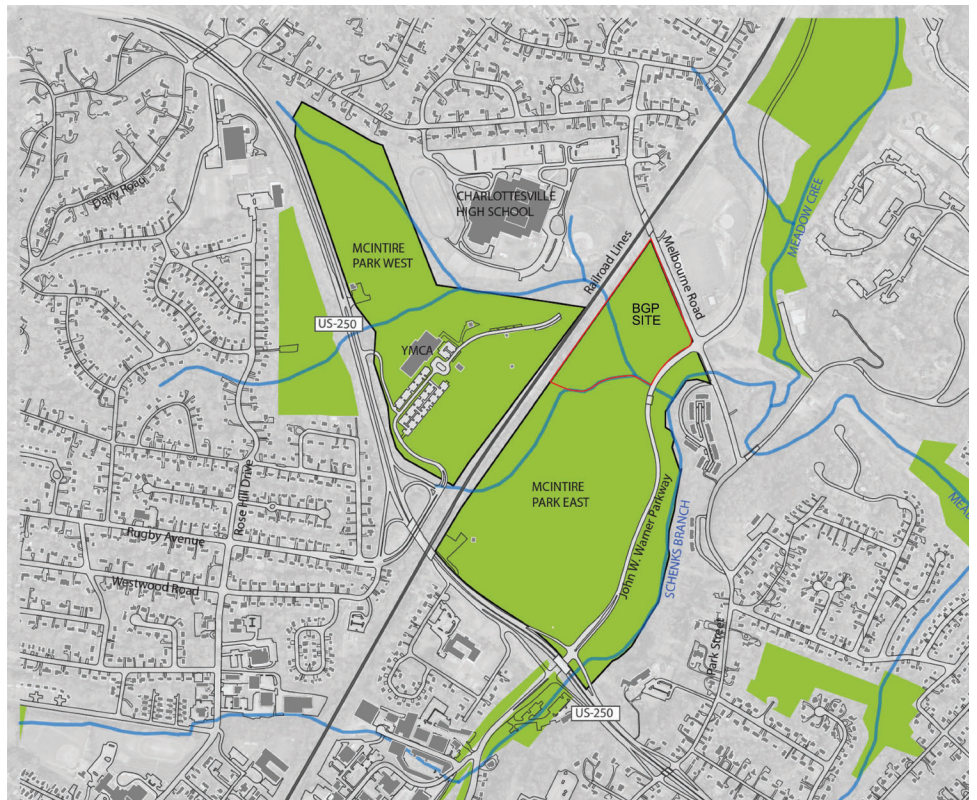 CHARLOTTESVILLE
HIGH SCHOOL
Dairy Road
MCINTIRE
PARK WEST
Railroad Lines
Melbourne Road
MEADOW CREE
BGP
SITE
US-250
YMCA
MCINTIRE
PARK EAST
Rose Hill Drive
Rugby Avenue
Westwood Road
John W. Warner Parkway
SCHENKS BRANCH
MEA
Park Street
US-250